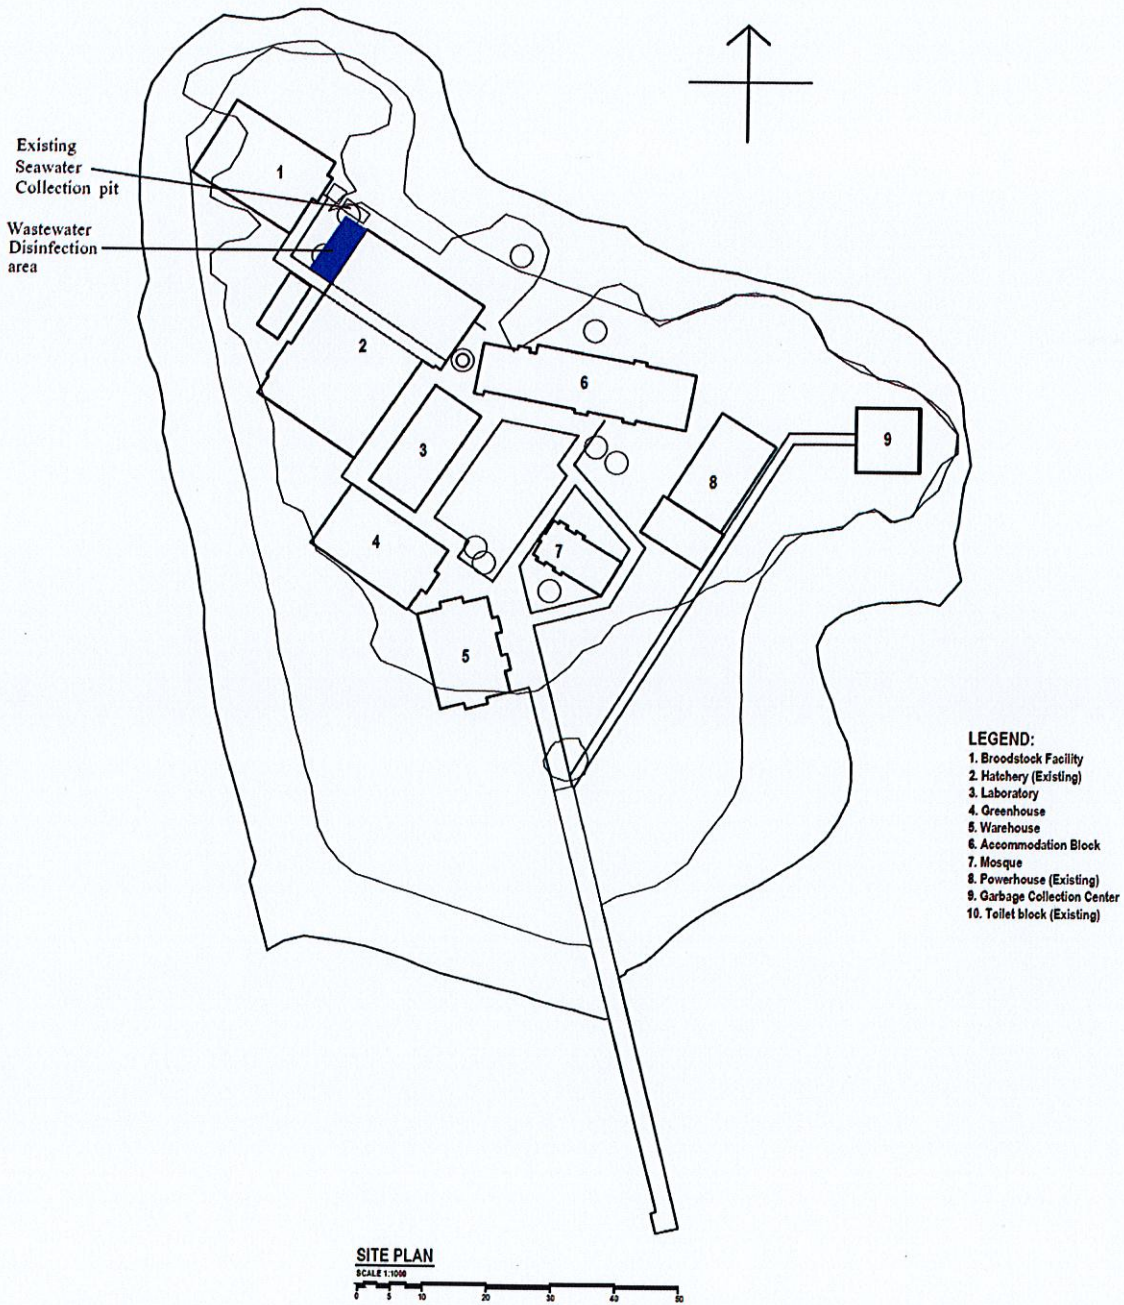 Existing
Seawater
Collection pit
Wastewater
Disinfection
area
1
2
3
4
5
6
7
8
9
LEGEND:
1. Broodstock Facility
2. Hatchery (Existing)
3. Laboratory
4. Greenhouse
5. Warehouse
6. Accommodation Block
7. Mosque
8. Powerhouse (Existing)
9. Garbage Collection Center
10. Toilet block (Existing)
SITE PLAN
SCALE 1:1000
0 5 10 20 30 40 50